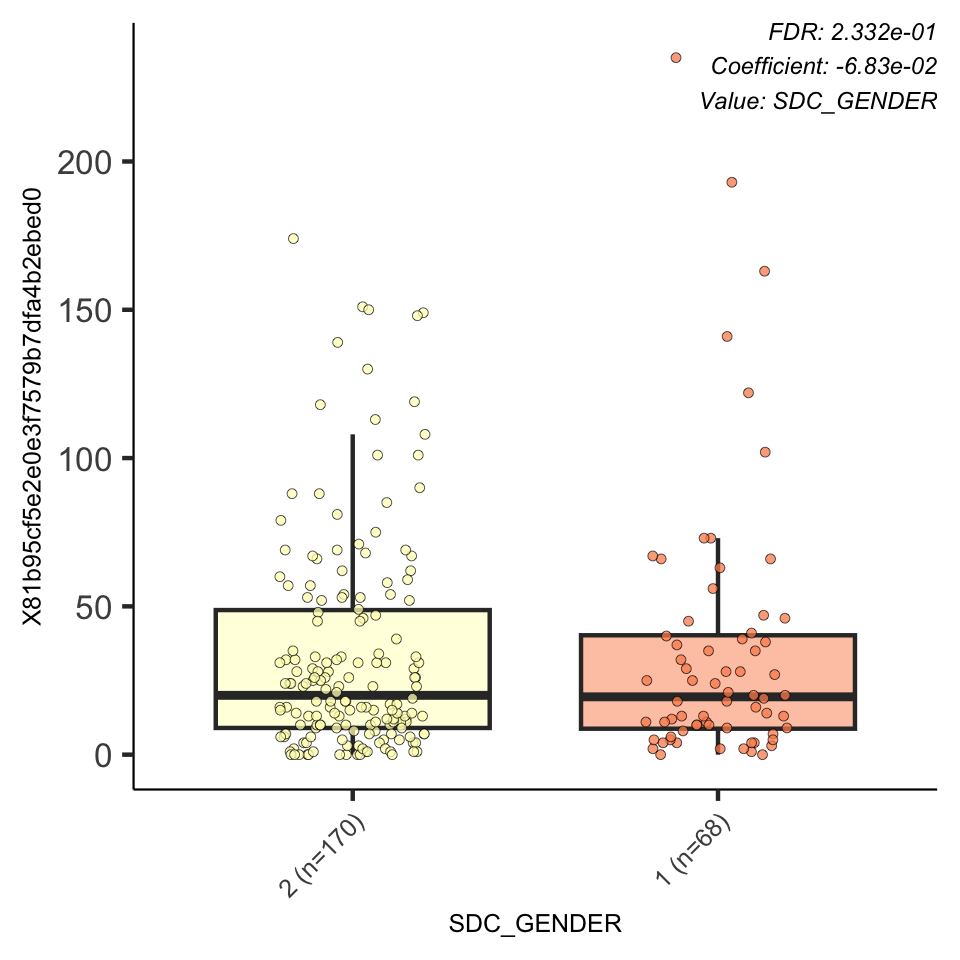 FDR: 2.332e-01
Coefficient: -6.83e-02
Value: SDC_GENDER
X81b95cf5e2e0e3f7579b7dfa4b2ebed0
200
150
100
50
0
2 (n=170)
1 (n=68)
SDC_GENDER